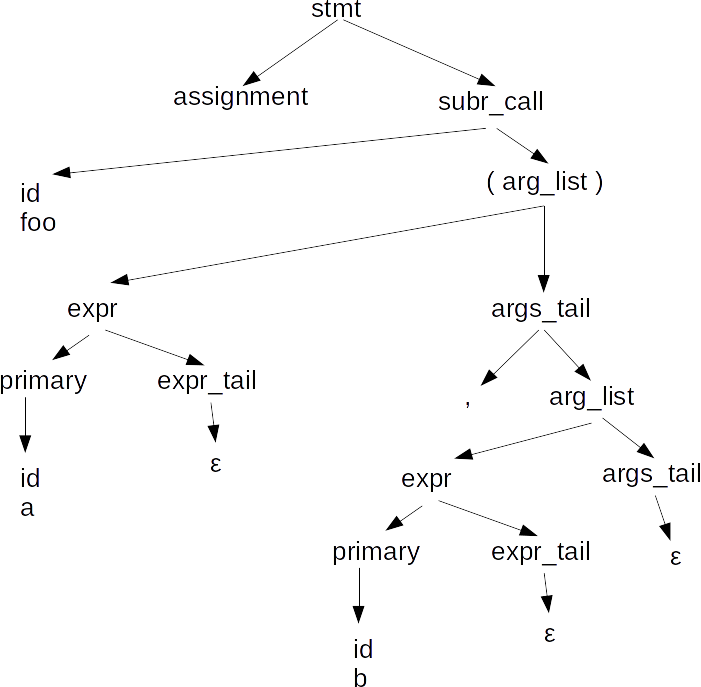 stmt
assignment
subr_call
id
foo
( arg_list )
expr
args_tail
primary
expr_tail
,
arg_list
id
a
ε
expr
args_tail
primary
expr_tail
ε
id
b
ε